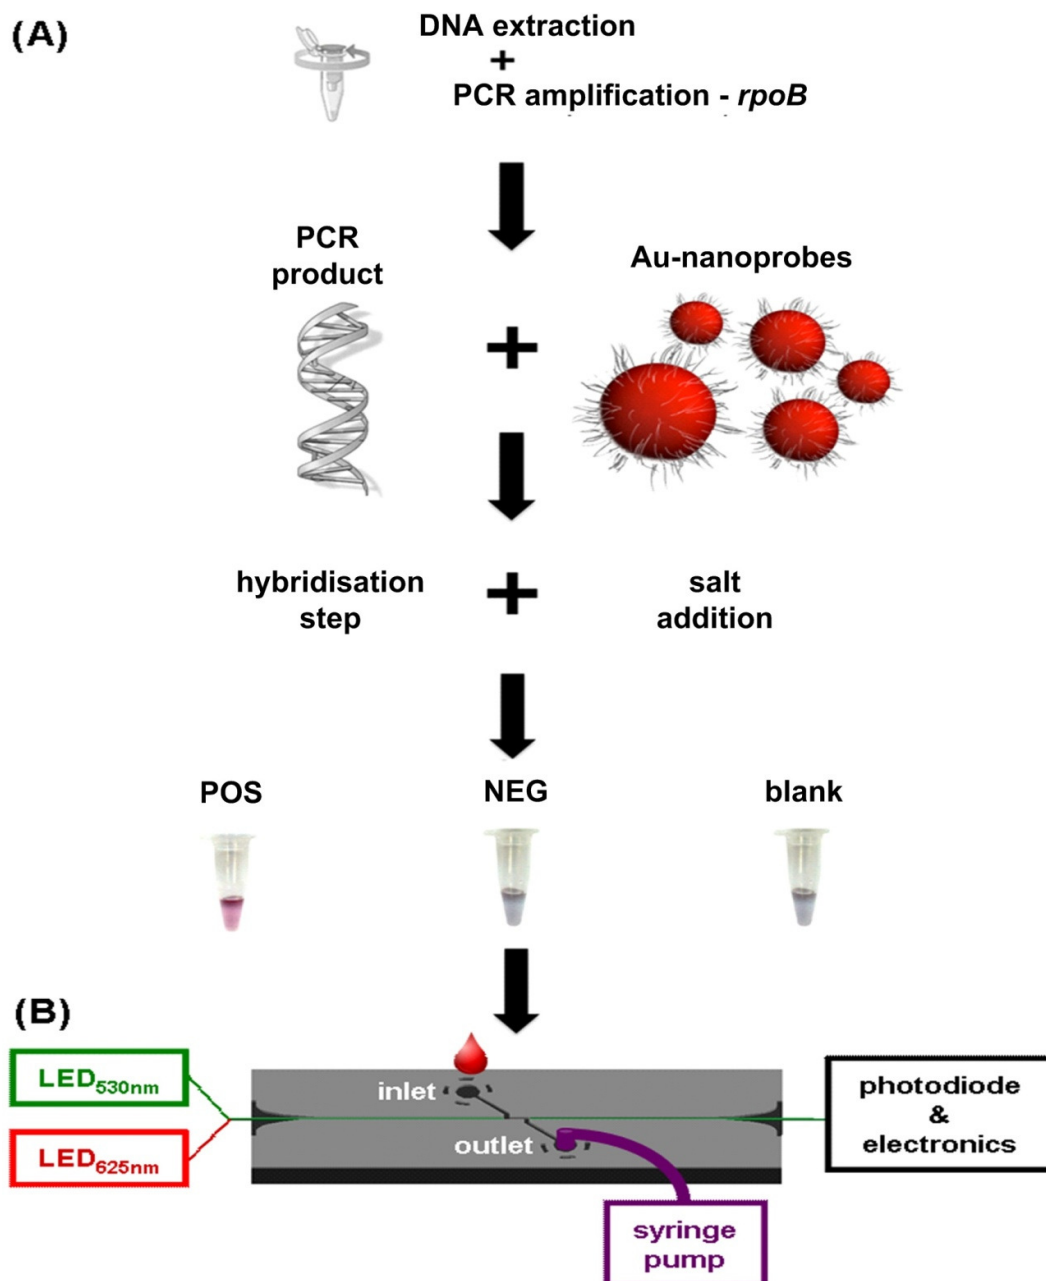 (A)
DNA extraction
+
PCR amplification - rpoB
PCR
product
+
Au-nanoprobes
hybridisation
step
+
salt
addition
POS
NEG
blank
(B)
LED530nm
LED625nm
inlet
outlet
photodiode
&
electronics
syringe
pump